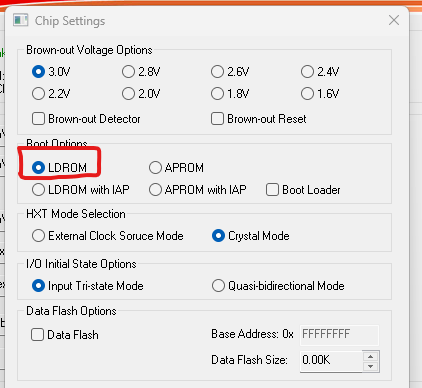 Chip Settings
Brown-out Voltage Options
3.0V 2.8V 2.6V 2.4V
2.2V 2.0V 1.8V 1.6V
Brown-out Detector Brown-out Reset
Boot Options
LDROM APROM
LDROM with IAP APROM with IAP Boot Loader
HXT Mode Selection
External Clock Soruce Mode Crystal Mode
I/O Initial State Options
Input Tri-state Mode Quasi-bidirectional Mode
Data Flash Options
Data Flash Base Address: 0x FFFFFFFF
Data Flash Size: 0.00K